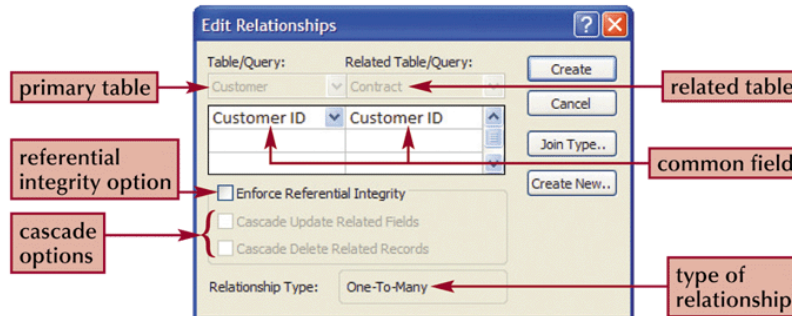 Edit Relationships
Table/Query: Related Table/Query:
primary table
Customer Contract
Create
related table
Cancel
Customer ID Customer ID
Join Type..
common field
referential
integrity option
Create New..
Enforce Referential Integrity
cascade
options
Cascade Update Related Fields
Cascade Delete Related Records
Relationship Type: One-To-Many
type of
relationship